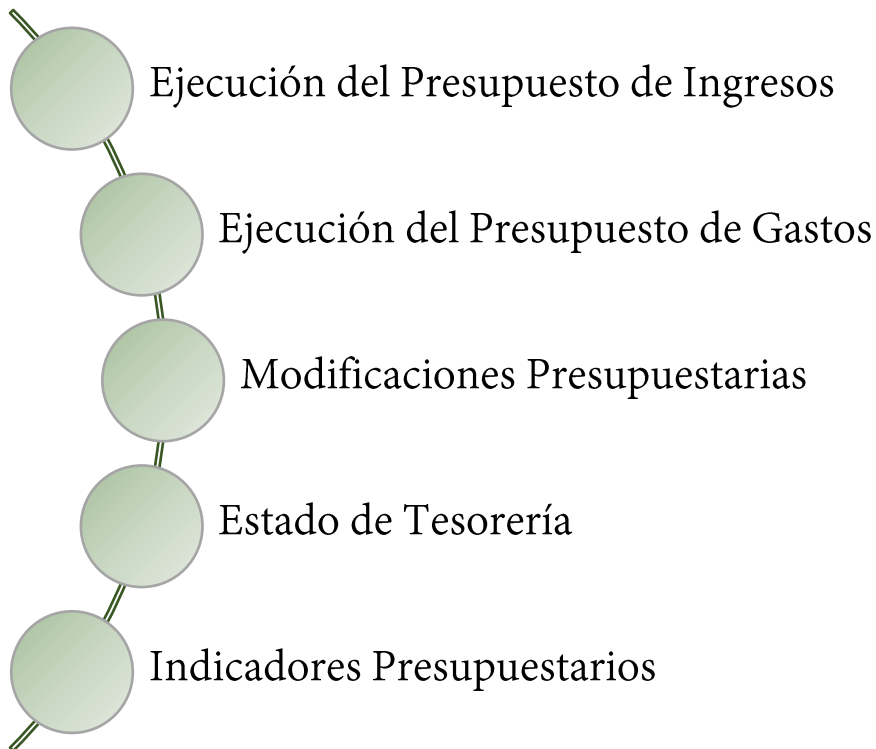 Ejecución del Presupuesto de Ingresos
Ejecución del Presupuesto de Gastos
Modificaciones Presupuestarias
Estado de Tesorería
Indicadores Presupuestarios